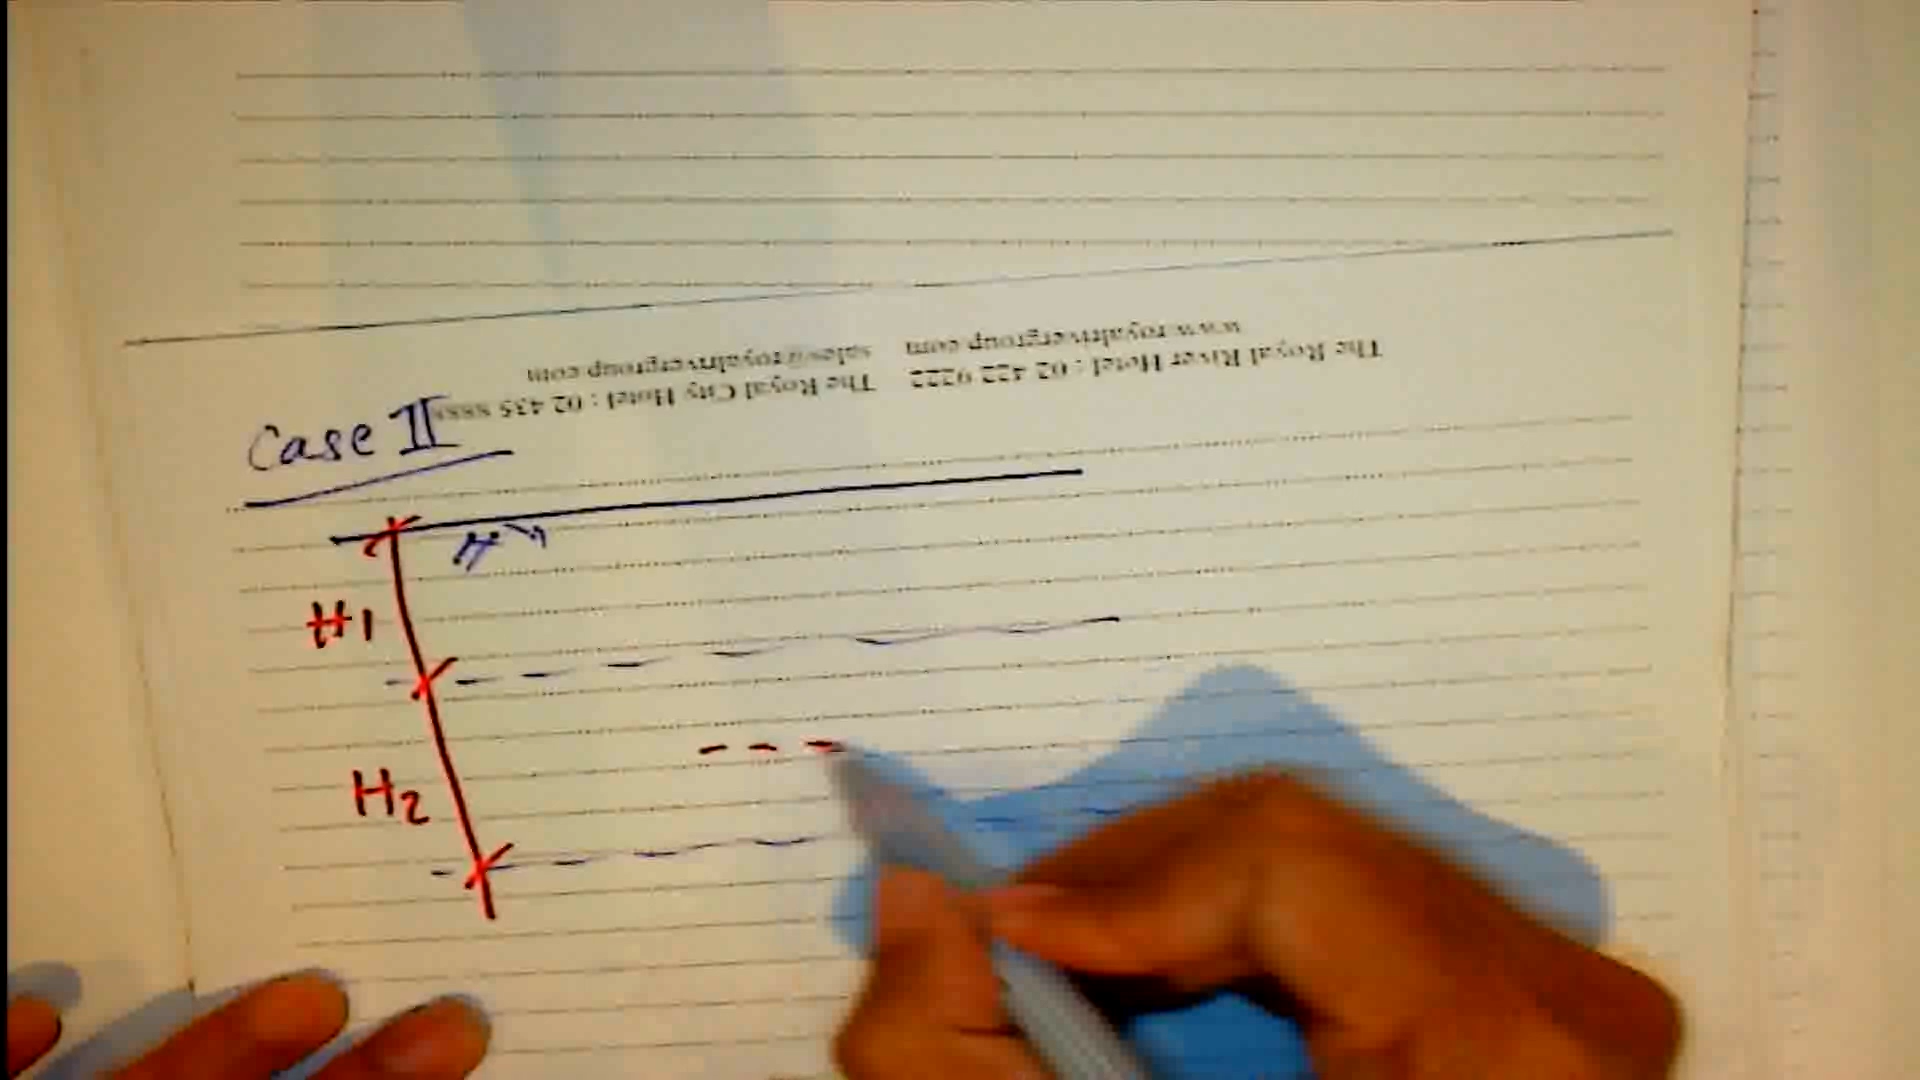 The Royal River Hotel : 02 422 9222 The Royal City Hotel : 02 435 8888
www.royalrivergroup.com sales@royalrivergroup.com
Case II
H1
H2